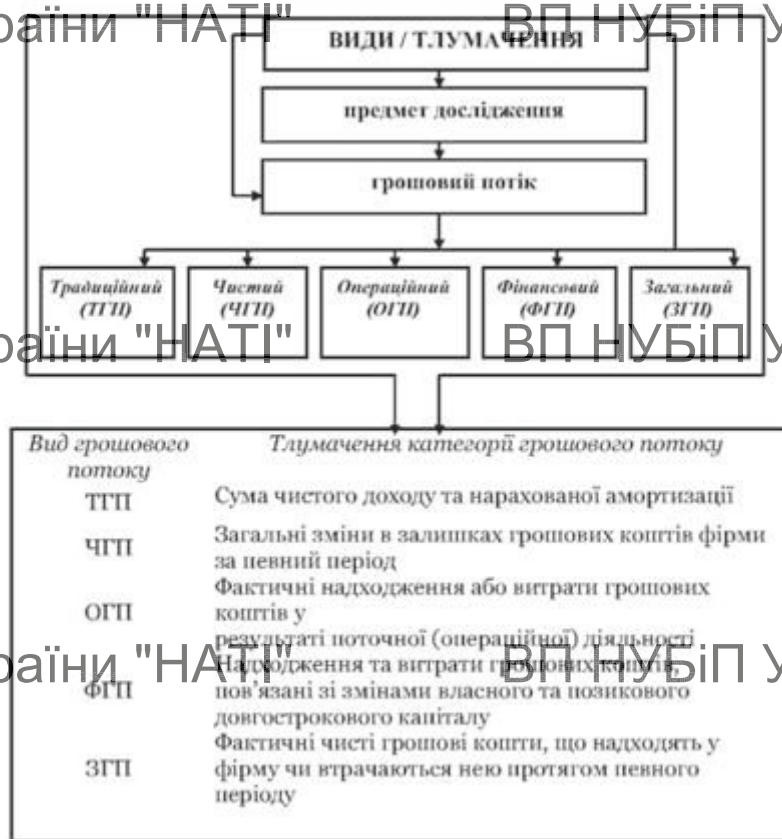 раїни "НАТІ" ВП НУБіП У
ВИДИ / ТЛУМАЧЕННЯ
предмет дослідження
грошовий потік
Традиційний Чистий Операційний Фінансовий Загальний
(ТГП) (ЧГП) (ОГП) (ФГП) (ЗГП)
раїни "НАТІ" ВП НУБіП У
Вид грошового Тлумачення категорії грошового потоку
потоку
ТГП Сума чистого доходу та нарахованої амортизації
ЧГП Загальні зміни в залишках грошових коштів фірми
за певний період
Фактичні надходження або витрати грошових
ОГП коштів у
результаті поточної (операційної) діяльності
раїни "НАТІ" ВП НУБіП У
Надходження та витрати грошових коштів,
ФГП пов'язані зі змінами власного та позикового
довгострокового капіталу
Фактичні чисті грошові кошти, що надходять у
ЗГП фірму чи втрачаються нею протягом певного
періоду